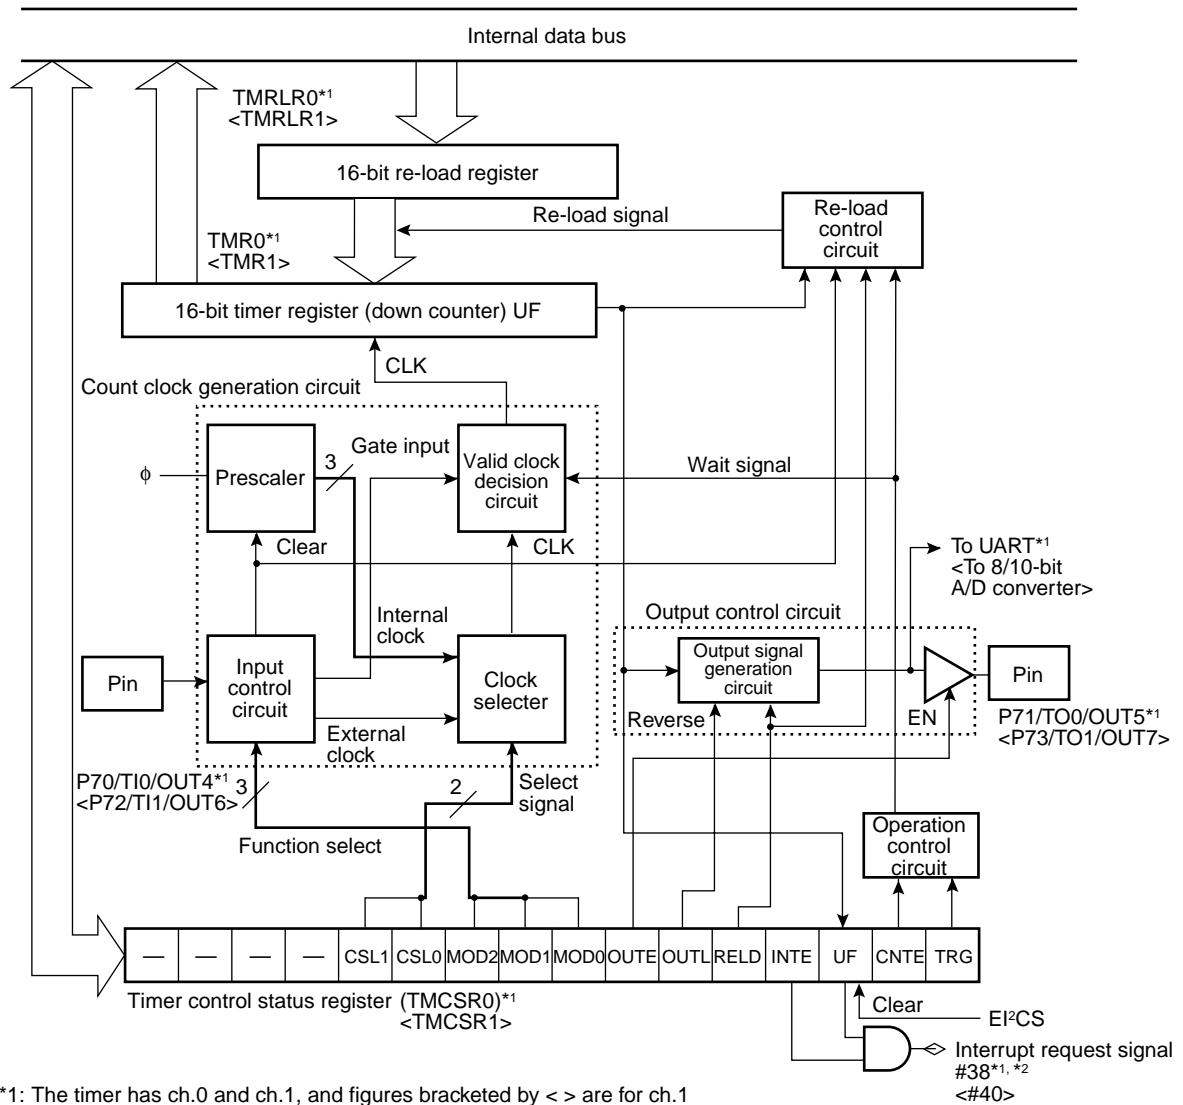 Internal data bus
TMRLR0*1
<TMRLR1>
16-bit re-load register
Re-load signal
Re-load
control
circuit
TMR0*1
<TMR1>
16-bit timer register (down counter) UF
CLK
Count clock generation circuit
Prescaler
3
Gate input
Valid clock
decision
circuit
Wait signal
ϕ
Clear
CLK
To UART*1
<To 8/10-bit
A/D converter>
Output control circuit
Internal
clock
Pin
Input
control
circuit
Clock
selecter
Output signal
generation
circuit
Pin
Reverse
EN
External
clock
P71/TO0/OUT5*1
<P73/TO1/OUT7>
P70/TI0/OUT4*1
<P72/TI1/OUT6>
3
2
Select
signal
Function select
Operation
control
circuit
— — — — CSL1 CSL0 MOD2 MOD1 MOD0 OUTE OUTL RELD INTE UF CNTE TRG
Timer control status register (TMCSR0)*1
<TMCSR1>
Clear
EI²CS
Interrupt request signal
#38*1, *2
<#40>
*1: The timer has ch.0 and ch.1, and figures bracketed by < > are for ch.1